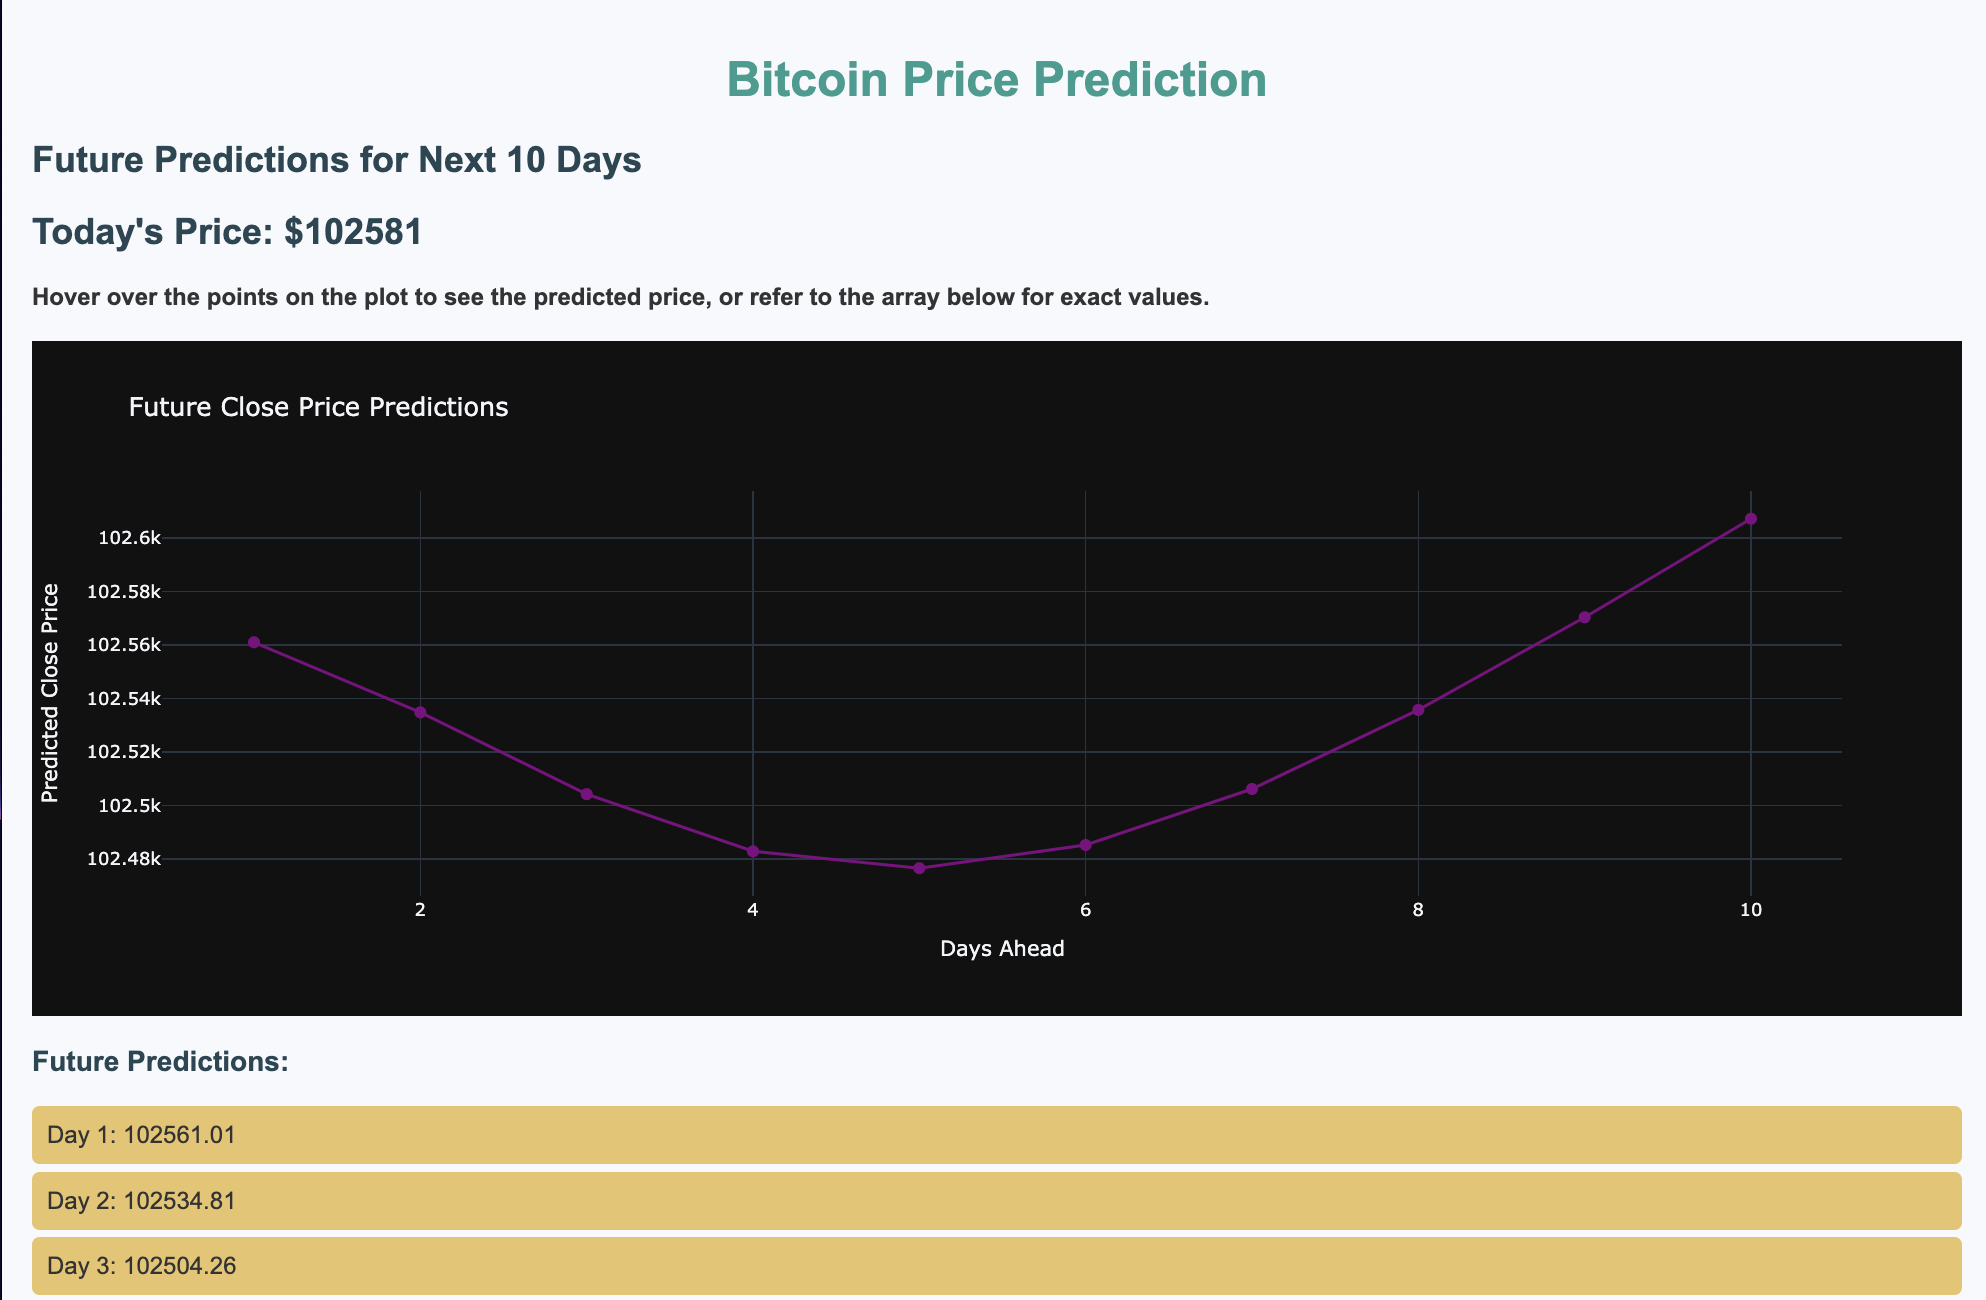 Bitcoin Price Prediction
Future Predictions for Next 10 Days
Today's Price: $102581
Hover over the points on the plot to see the predicted price, or refer to the array below for exact values.
Future Close Price Predictions
Predicted Close Price
102.6k
102.58k
102.56k
102.54k
102.52k
102.5k
102.48k
2 4 6 8 10
Days Ahead
Future Predictions:
Day 1: 102561.01
Day 2: 102534.81
Day 3: 102504.26